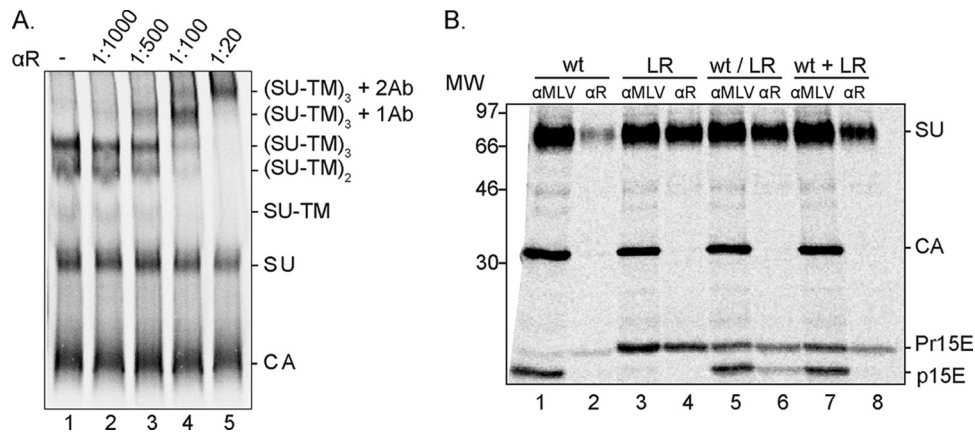 A.
αR - 1:1000 1:500 1:100 1:20
(SU-TM)₃ + 2Ab
(SU-TM)₃ + 1Ab
(SU-TM)₃
(SU-TM)₂
SU-TM
SU
CA
1 2 3 4 5
B.
wt LR wt / LR wt + LR
MW αMLV αR αMLV αR αMLV αR αMLV αR
97
66
46
30
SU
CA
Pr15E
p15E
1 2 3 4 5 6 7 8